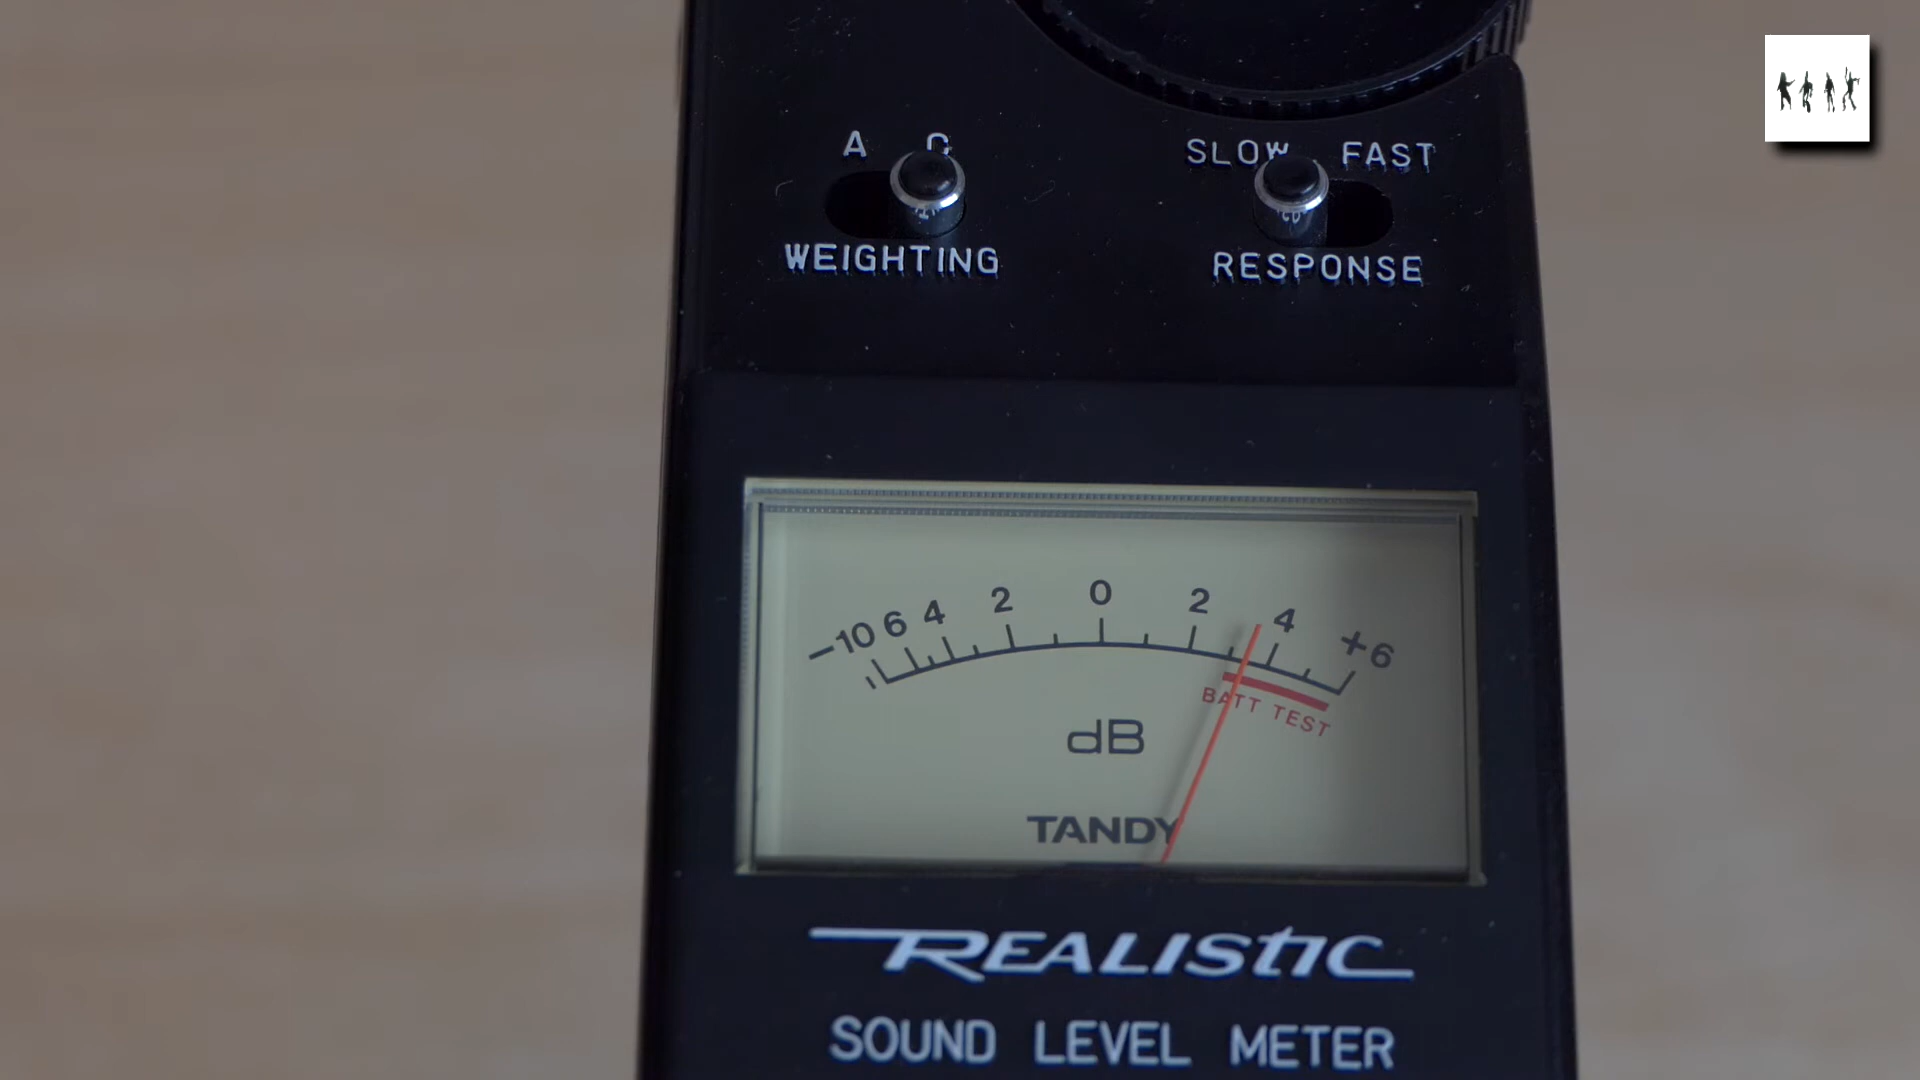 A C
SLOW FAST
WEIGHTING
RESPONSE
-10 6 4 2 0 2 4 +6
BATT TEST
dB
TANDY
REALISTIC
SOUND LEVEL METER